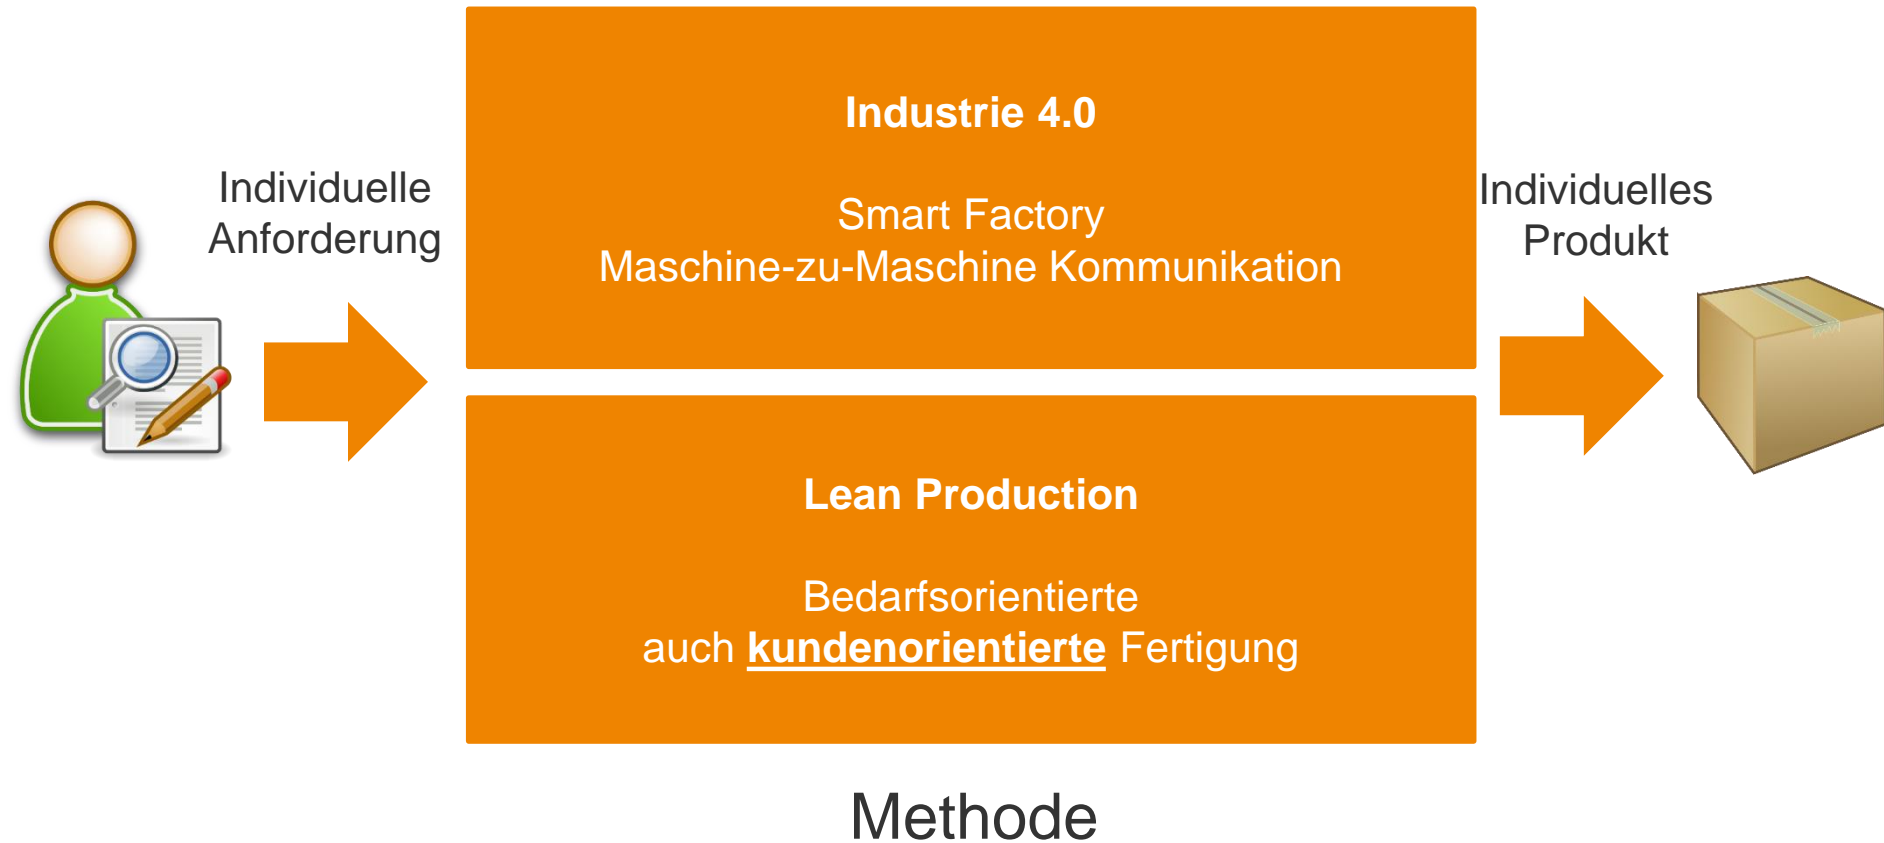 Individuelle
Anforderung
Industrie 4.0
Smart Factory
Maschine-zu-Maschine Kommunikation
Lean Production
Bedarfsorientierte
auch kundenorientierte Fertigung
Individuelles
Produkt
Methode